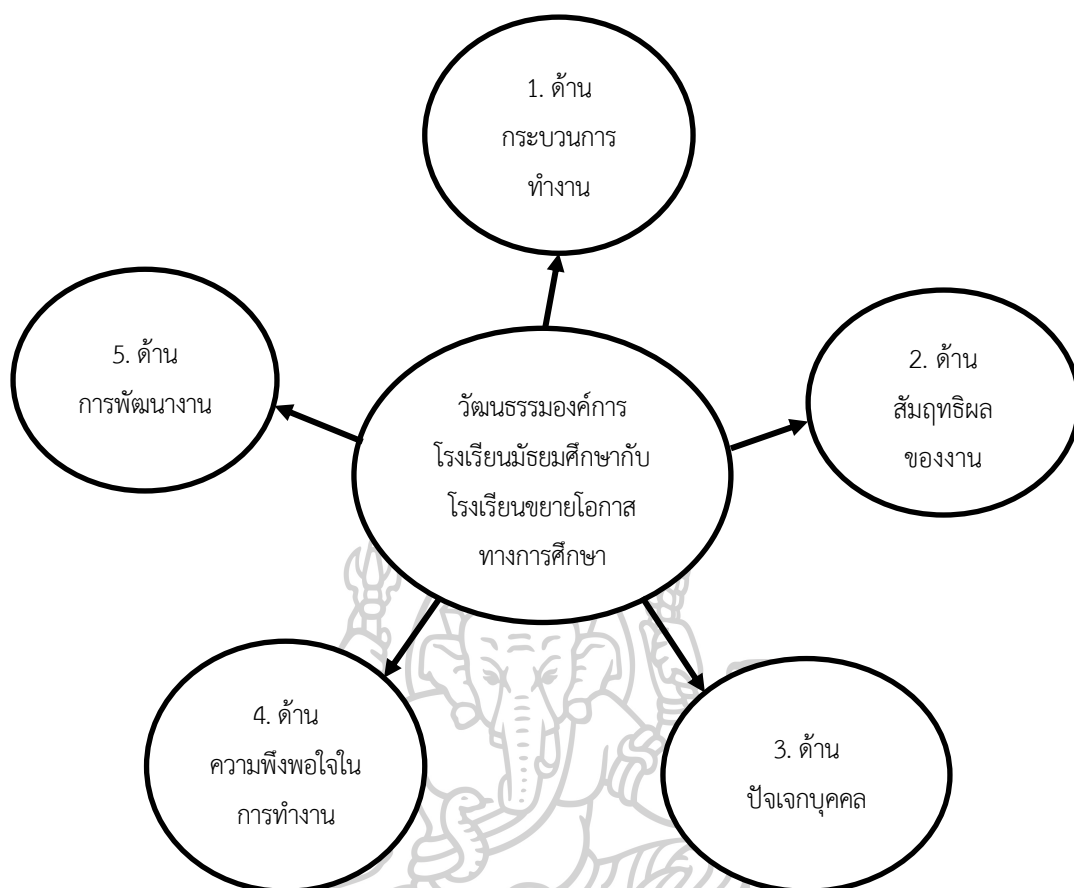 1. ด้าน
กระบวนการ
ทำงาน
2. ด้าน
สัมฤทธิผล
ของงาน
3. ด้าน
ปัจเจกบุคคล
4. ด้าน
ความพึงพอใจใน
การทำงาน
5. ด้าน
การพัฒนางาน
วัฒนธรรมองค์การ
โรงเรียนมัธยมศึกษากับ
โรงเรียนขยายโอกาส
ทางการศึกษา